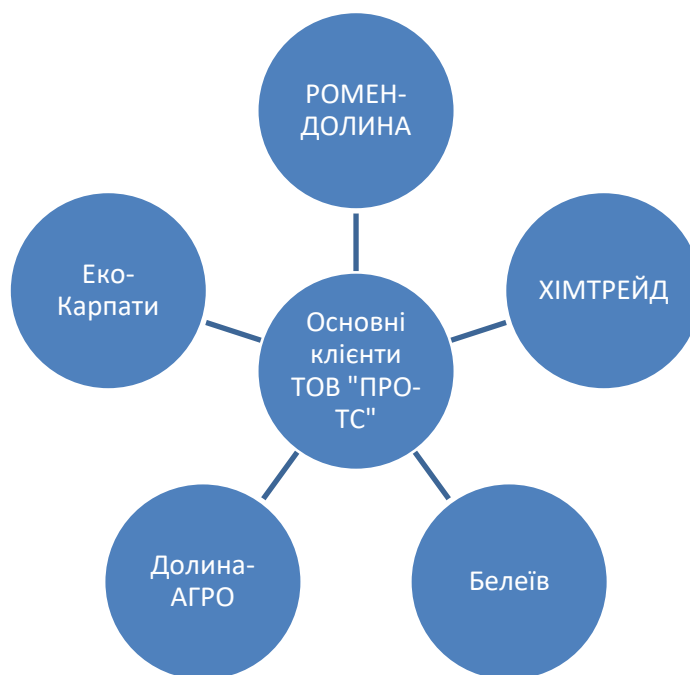 РОМЕН-
ДОЛИНА
ХІМТРЕЙД
Белеїв
Долина-
АГРО
Еко-
Карпати
Основні
клієнти
ТОВ "ПРО-
ТС"